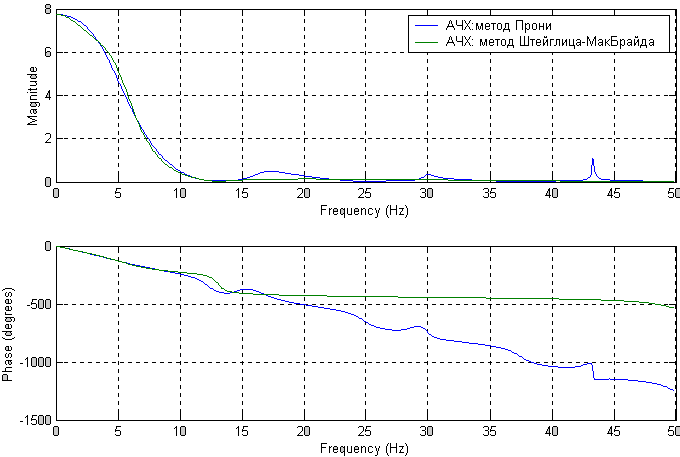 АЧХ:метод Прони
АЧХ: метод Штейглица-МакБрайда
Magnitude
8
6
4
2
0
0 5 10 15 20 25 30 35 40 45 50
Frequency (Hz)
Phase (degrees)
0
-500
-1000
-1500
0 5 10 15 20 25 30 35 40 45 50
Frequency (Hz)